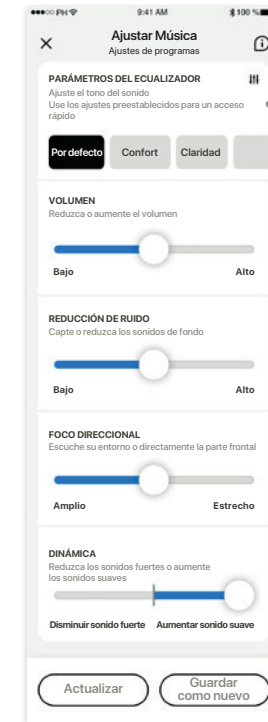 PH
9:41 AM
100 %
Ajustar Música
Ajustes de programas
PARÁMETROS DEL ECUALIZADOR
Ajuste el tono del sonido
Use los ajustes preestablecidos para un acceso
rápido
Por defecto
Confort
Claridad
VOLUMEN
Reduzca o aumente el volumen
Bajo
Alto
REDUCCIÓN DE RUIDO
Capte o reduzca los sonidos de fondo
Bajo
Alto
FOCO DIRECCIONAL
Escuche su entorno o directamente la parte frontal
Amplio
Estrecho
DINÁMICA
Reduzca los sonidos fuertes o aumente
los sonidos suaves
Disminuir sonido fuerte
Aumentar sonido suave
Actualizar
Guardar
como nuevo